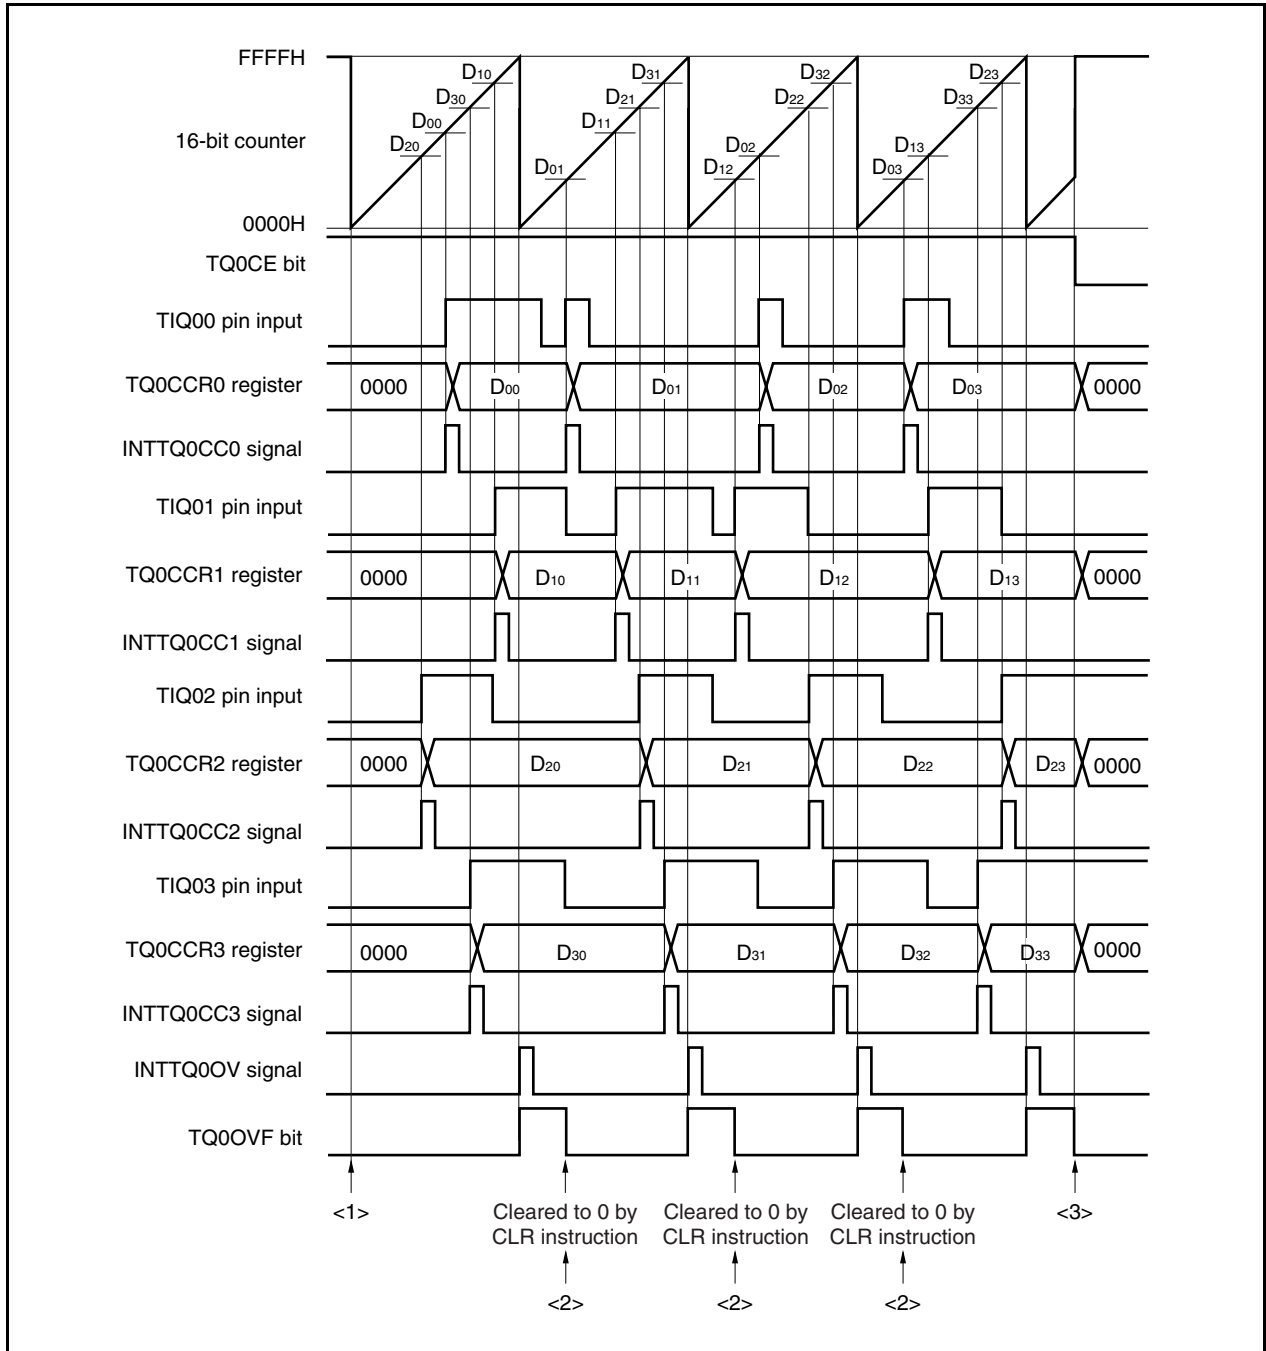 FFFFH
D10
D31
D32
D23
D30
D21
D22
D33
D00
D11
16-bit counter
D20
D02
D13
D01
D12
D03
0000H
TQ0CE bit
TIQ00 pin input
TQ0CCR0 register
0000
D00
D01
D02
D03
0000
INTTQ0CC0 signal
TIQ01 pin input
TQ0CCR1 register
0000
D10
D11
D12
D13
0000
INTTQ0CC1 signal
TIQ02 pin input
TQ0CCR2 register
0000
D20
D21
D22
D23
0000
INTTQ0CC2 signal
TIQ03 pin input
TQ0CCR3 register
0000
D30
D31
D32
D33
0000
INTTQ0CC3 signal
INTTQ0OV signal
TQ0OVF bit
<1>
Cleared to 0 by
CLR instruction
Cleared to 0 by
CLR instruction
Cleared to 0 by
CLR instruction
<3>
<2>
<2>
<2>